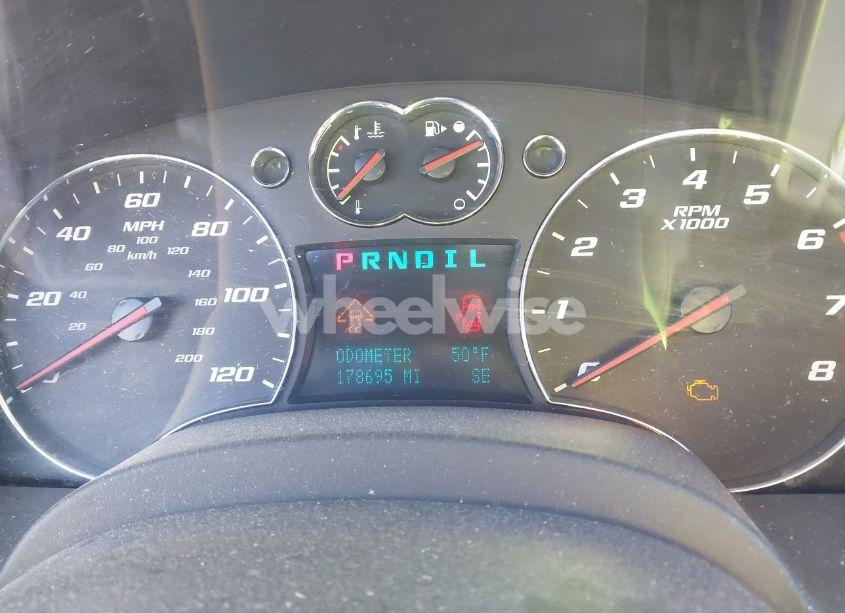 20 40 60 80 100 120
MPH
20 40 60 80 100 120 140 160 180 200
km/h
PRNDIL
wheelwise
ODOMETER 50°F
178695 MI SE
1 2 3 4 5 6 7 8
RPM
X1000